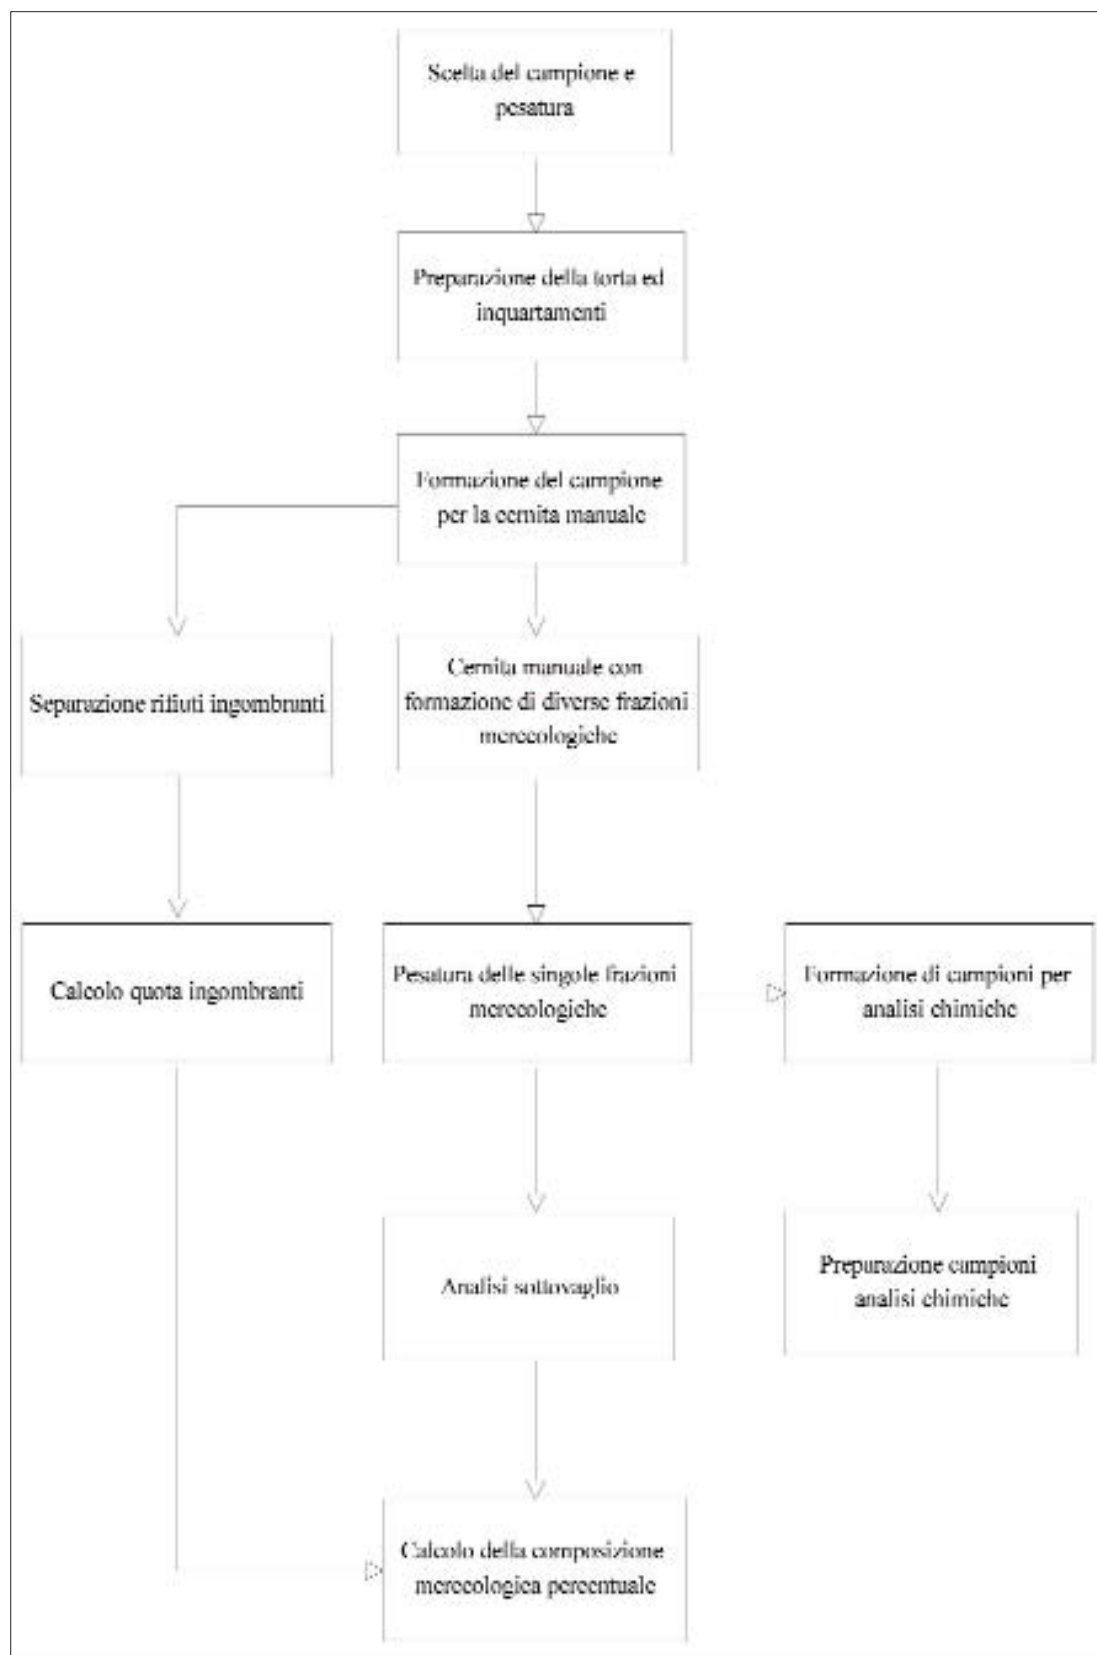 Scelta del campione e
pesatura
Preparazione della torta ed
inquartamenti
Formazione del campione
per la cernita manuale
Separazione rifiuti ingombranti
Cernita manuale con
formazione di diverse frazioni
merceologiche
Calcolo quota ingombranti
Pesatura delle singole frazioni
merceologiche
Formazione di campioni per
analisi chimiche
Analisi sottovaglio
Preparazione campioni
analisi chimiche
Calcolo della composizione
merceologica percentuale